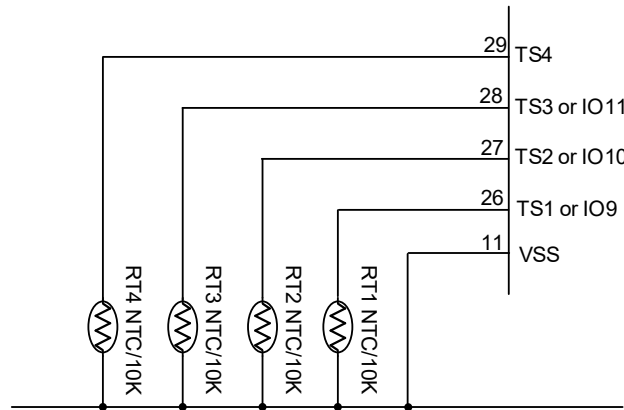 29 TS4
28 TS3 or IO11
27 TS2 or IO10
26 TS1 or IO9
11 VSS
RT4 NTC/10K
RT3 NTC/10K
RT2 NTC/10K
RT1 NTC/10K